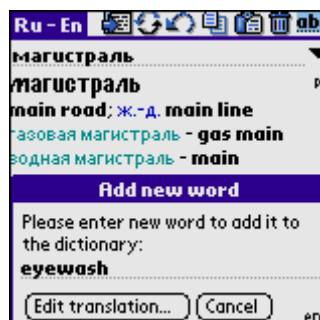 Ru - En
магистраль
магистраль
main road; ж.-д. main line
газовая магистраль - gas main
водная магистраль - main
Add new word
Please enter new word to add it to
the dictionary:
eyewash
Edit translation... Cancel